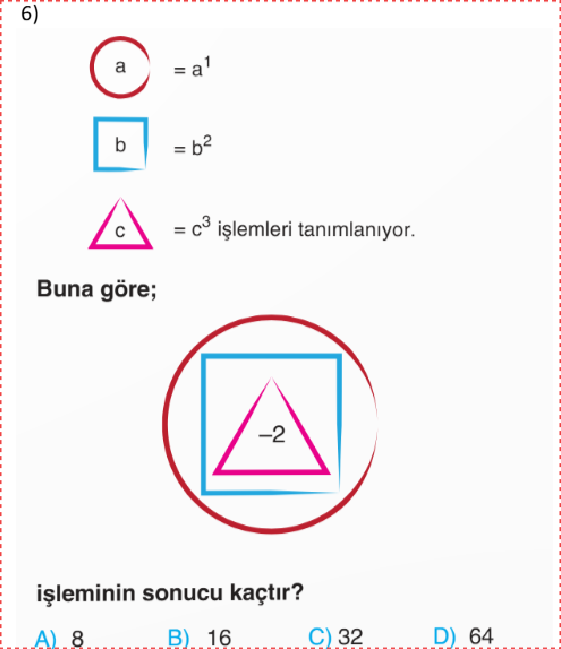 6)
a = a¹
b = b²
c = c³ işlemleri tanımlanıyor.
Buna göre;
–2
işleminin sonucu kaçtır?
A) 8 B) 16 C) 32 D) 64